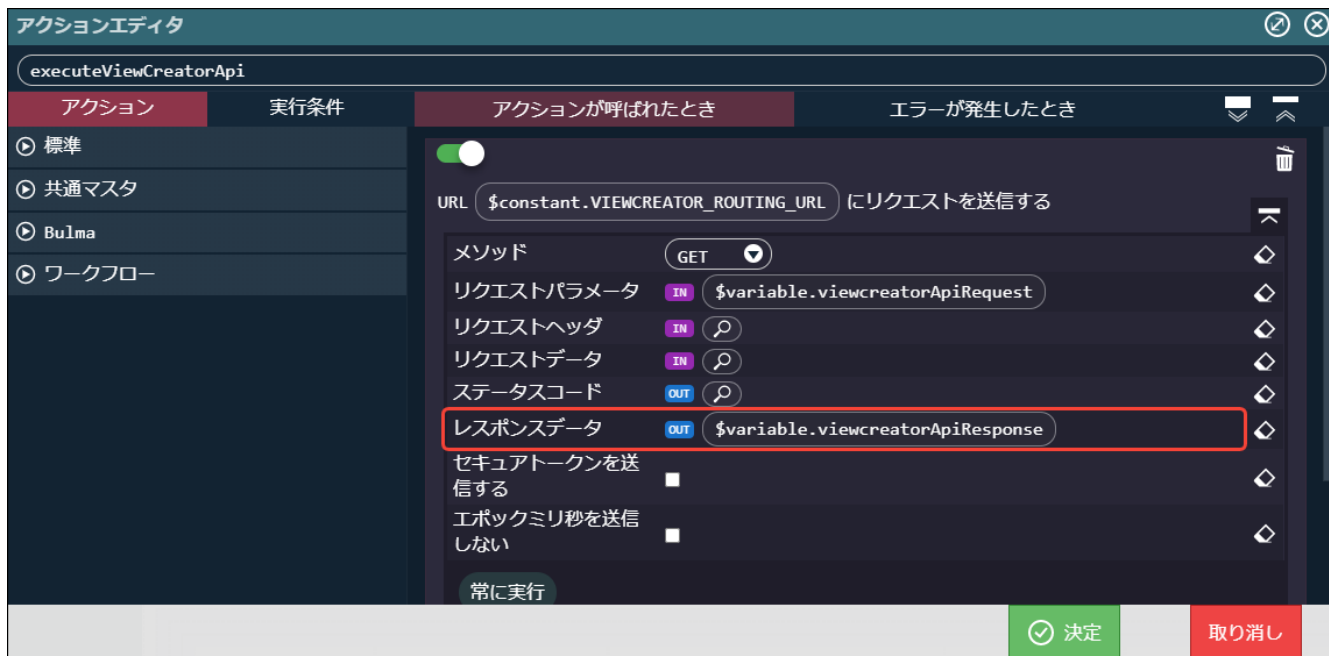 アクションエディタ
executeViewCreatorApi
アクション 実行条件 アクションが呼ばれたとき エラーが発生したとき
標準
共通マスタ
Bulma
ワークフロー
URL $constant.VIEWCREATOR_ROUTING_URL にリクエストを送信する
メソッド GET
リクエストパラメータ IN $variable.viewcreatorApiRequest
リクエストヘッダ IN
リクエストデータ IN
ステータスコード OUT
レスポンスデータ OUT $variable.viewcreatorApiResponse
セキュアトークンを送
信する
エポックミリ秒を送信
しない
常に実行
決定 取り消し